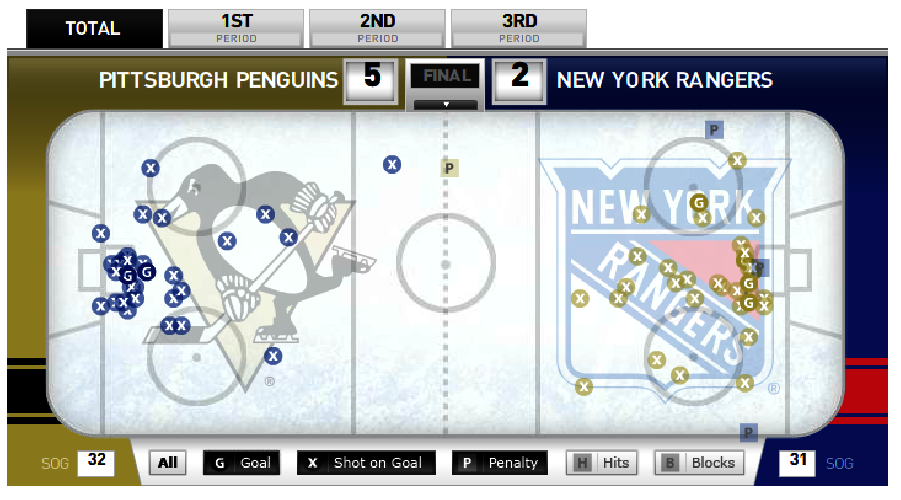 TOTAL
1ST
PERIOD
2ND
PERIOD
3RD
PERIOD
PITTSBURGH PENGUINS 5 FINAL 2 NEW YORK RANGERS
P
X X P X
NEW YORK
G
RANGERS
G G
G
G
®
®
P
SOG 32 All G Goal X Shot on Goal P Penalty H Hits B Blocks 31 SOG